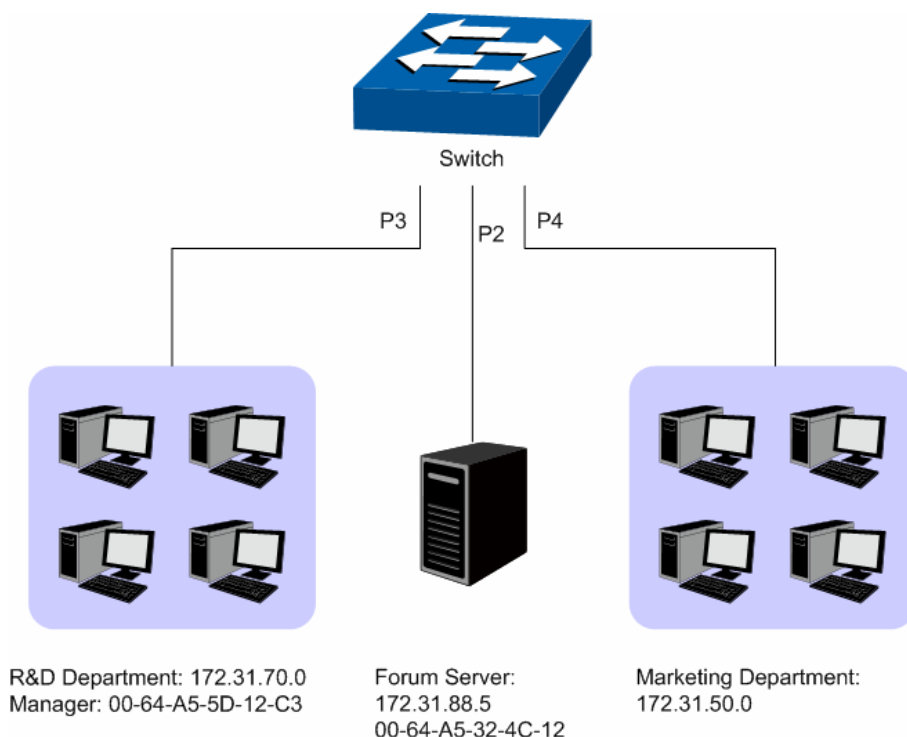 Switch
P3
P2
P4
R&D Department: 172.31.70.0
Manager: 00-64-A5-5D-12-C3
Forum Server:
172.31.88.5
00-64-A5-32-4C-12
Marketing Department:
172.31.50.0